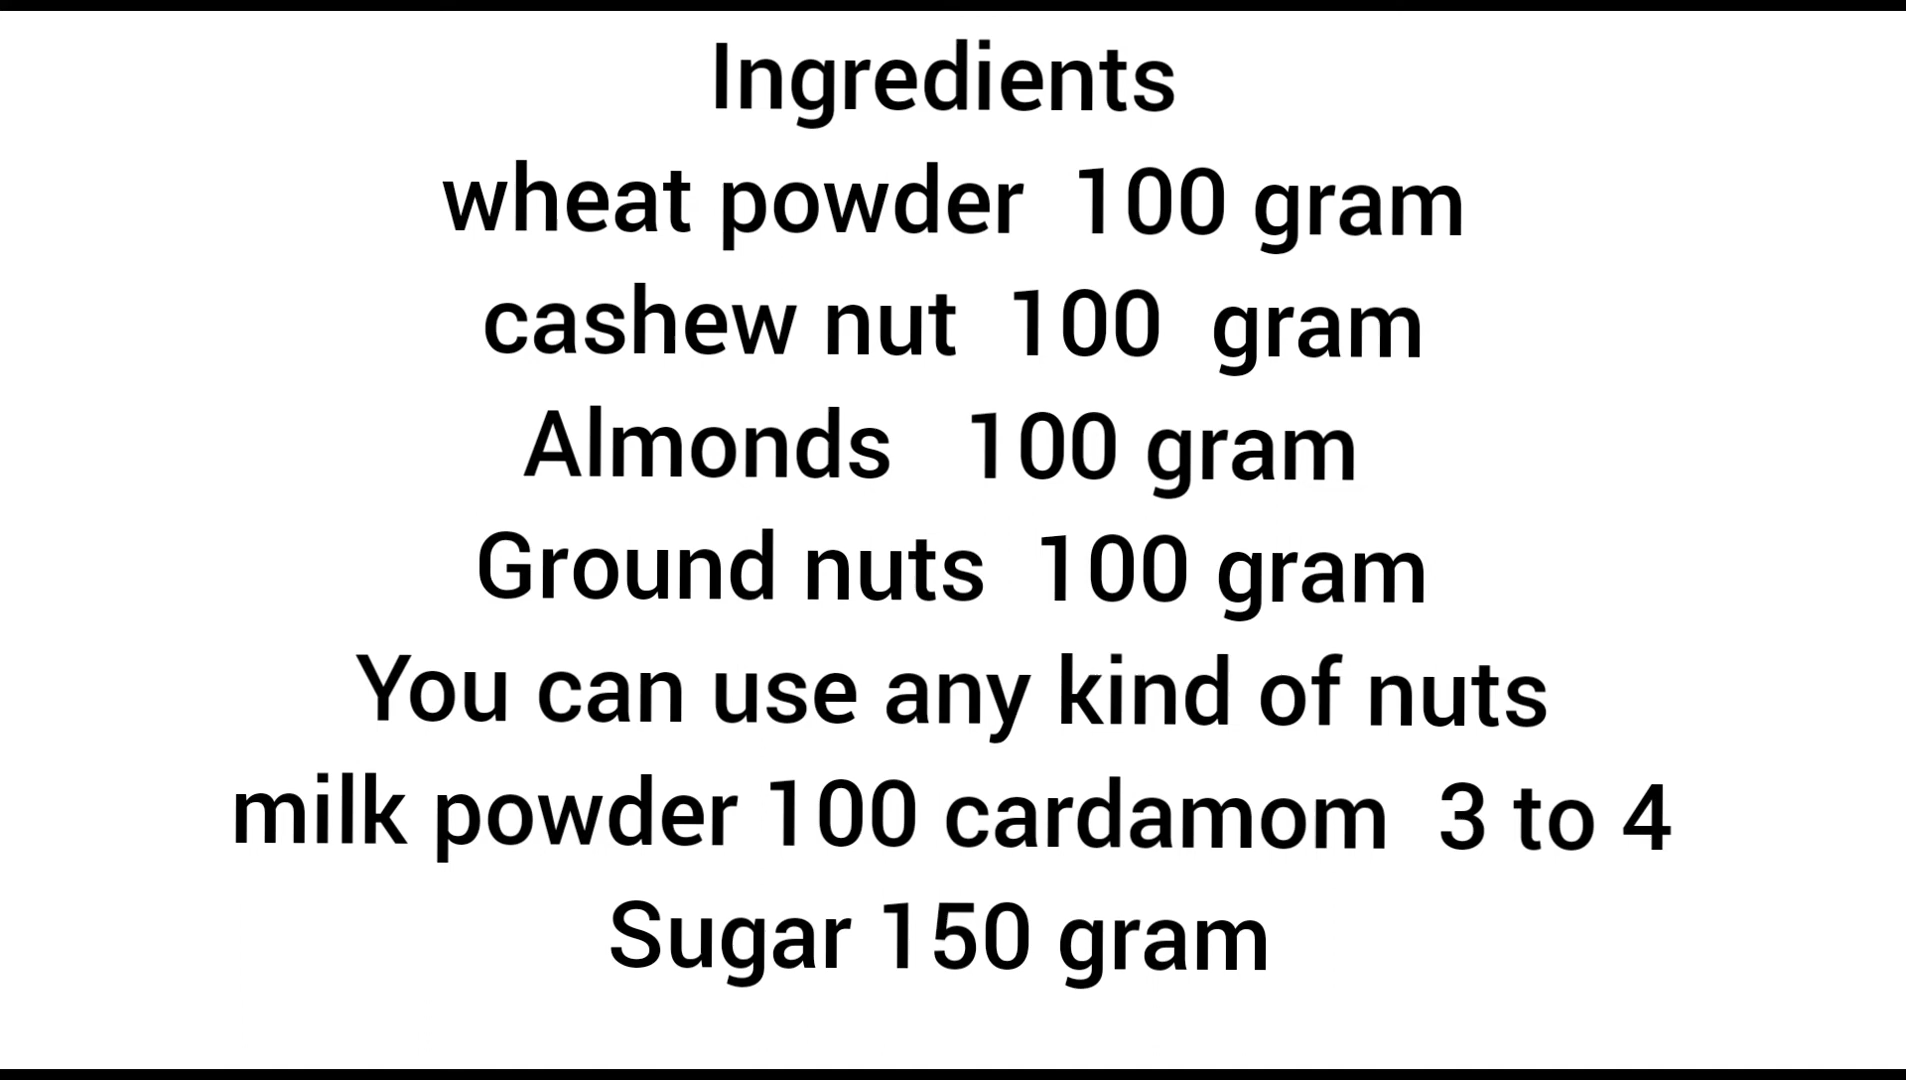 Ingredients
wheat powder 100 gram
cashew nut 100 gram
Almonds 100 gram
Ground nuts 100 gram
You can use any kind of nuts
milk powder 100 cardamom 3 to 4
Sugar 150 gram